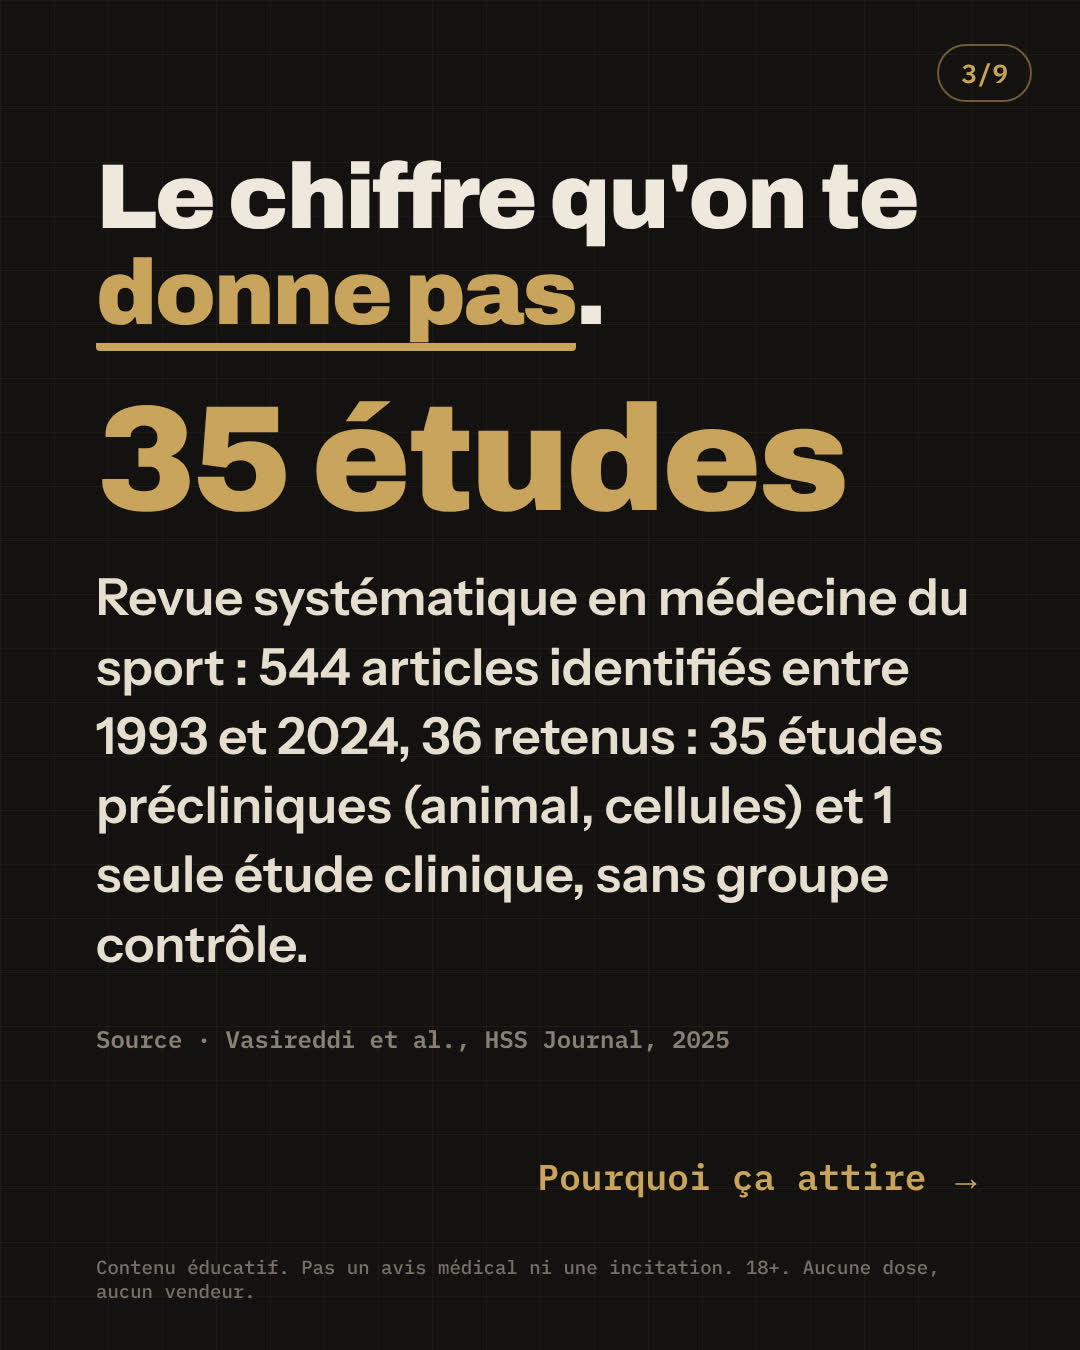 3/9
Le chiffre qu'on te
donne pas.
35 études
Revue systématique en médecine du
sport : 544 articles identifiés entre
1993 et 2024, 36 retenus : 35 études
précliniques (animal, cellules) et 1
seule étude clinique, sans groupe
contrôle.
Source · Vasireddi et al., HSS Journal, 2025
Pourquoi ça attire →
Contenu éducatif. Pas un avis médical ni une incitation. 18+. Aucune dose,
aucun vendeur.